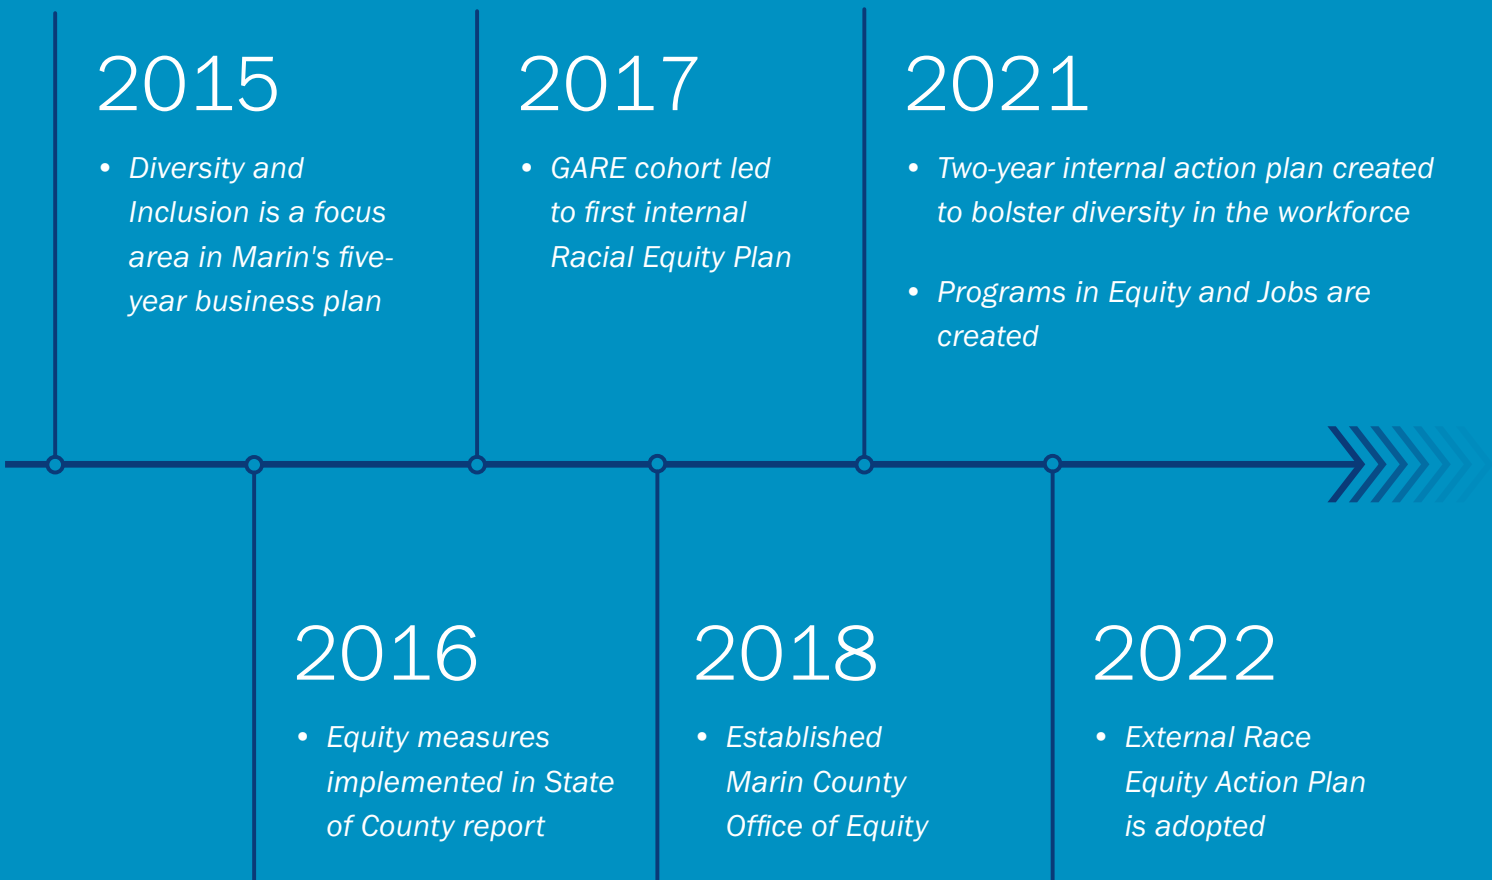 2015
• Diversity and
Inclusion is a focus
area in Marin's five-
year business plan
2017
• GARE cohort led
to first internal
Racial Equity Plan
2021
• Two-year internal action plan created
to bolster diversity in the workforce
• Programs in Equity and Jobs are
created
2016
• Equity measures
implemented in State
of County report
2018
• Established
Marin County
Office of Equity
2022
• External Race
Equity Action Plan
is adopted